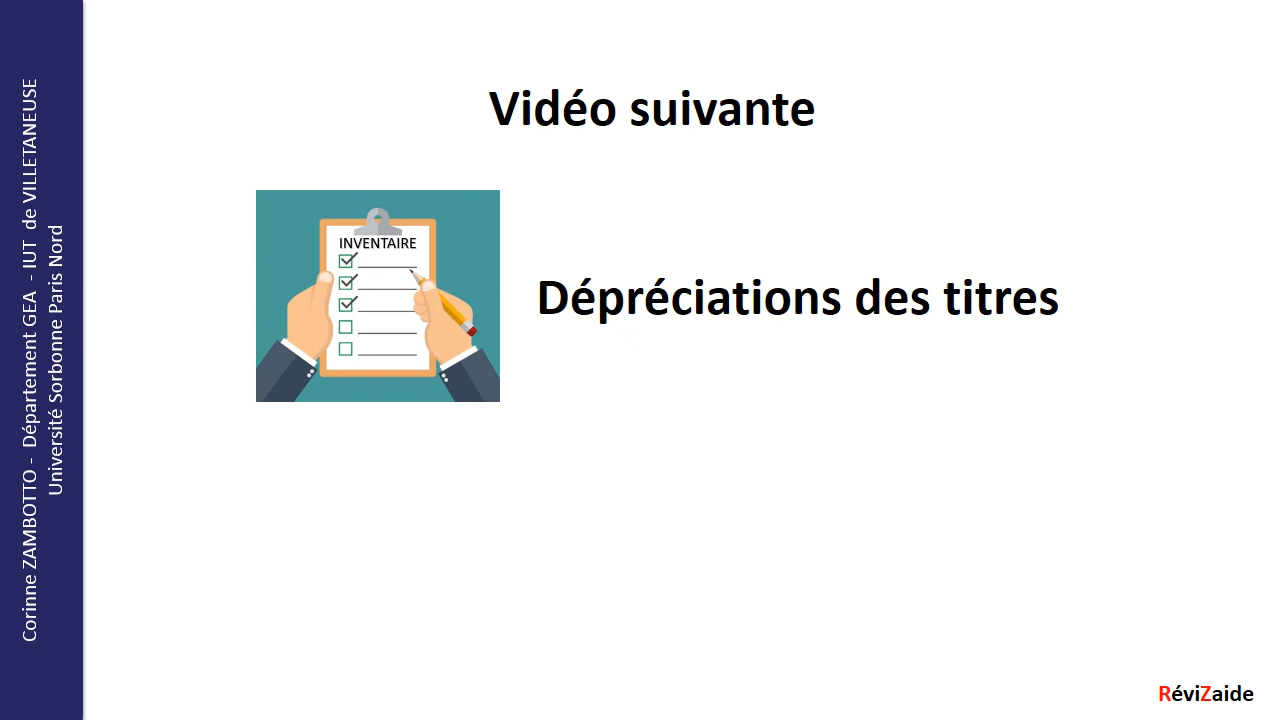 Corinne ZAMBOTTO - Département GEA - IUT de VILLETANEUSE
Université Sorbonne Paris Nord
Vidéo suivante
INVENTAIRE
Dépréciations des titres
RéviZaide